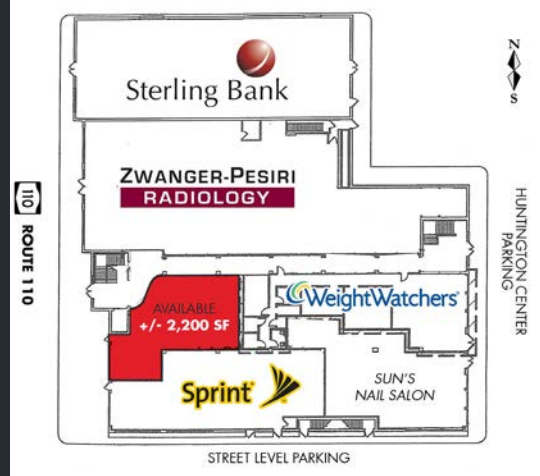 Sterling Bank
N
S
ZWANGER-PESIRI
RADIOLOGY
110
ROUTE 110
HUNTINGTON CENTER
PARKING
AVAILABLE
+/- 2,200 SF
WeightWatchers
Sprint
SUN'S
NAIL SALON
STREET LEVEL PARKING